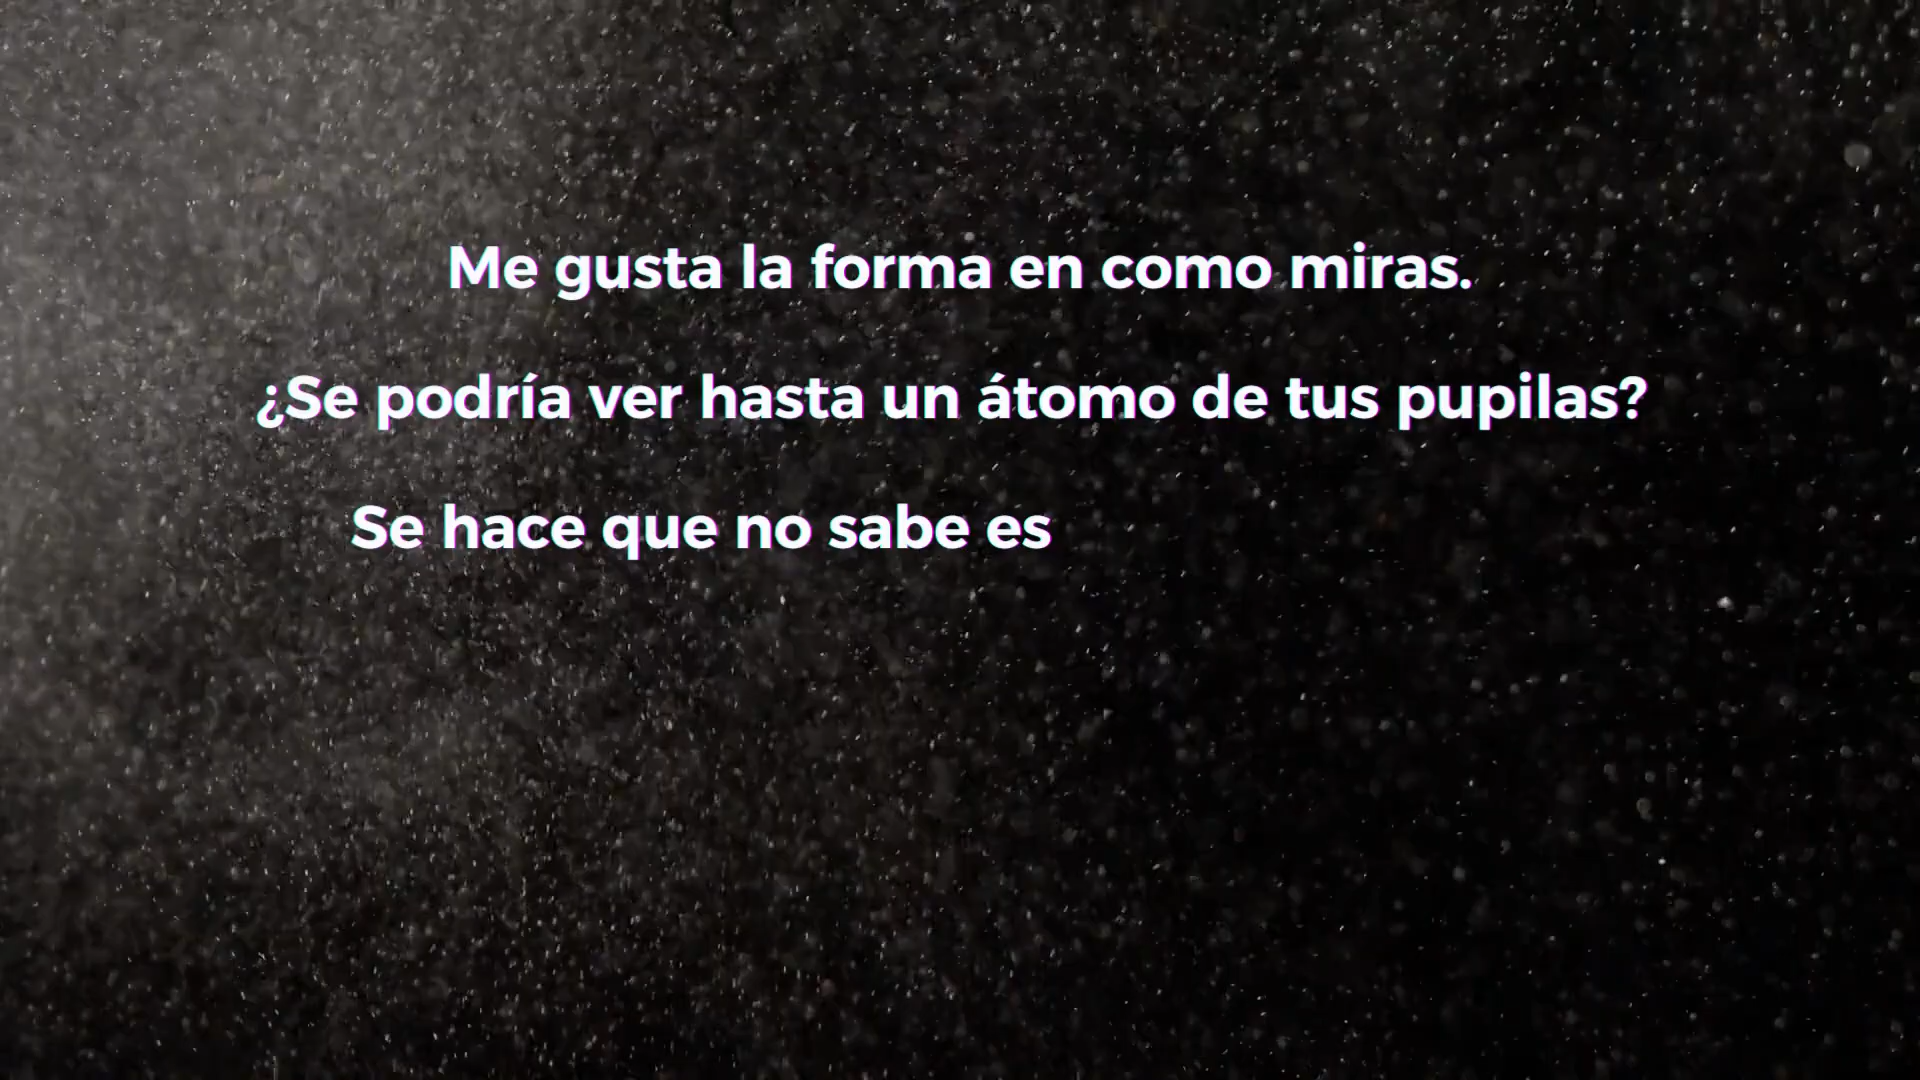 Me gusta la forma en como miras.
¿Se podría ver hasta un átomo de tus pupilas?
Se hace que no sabe es